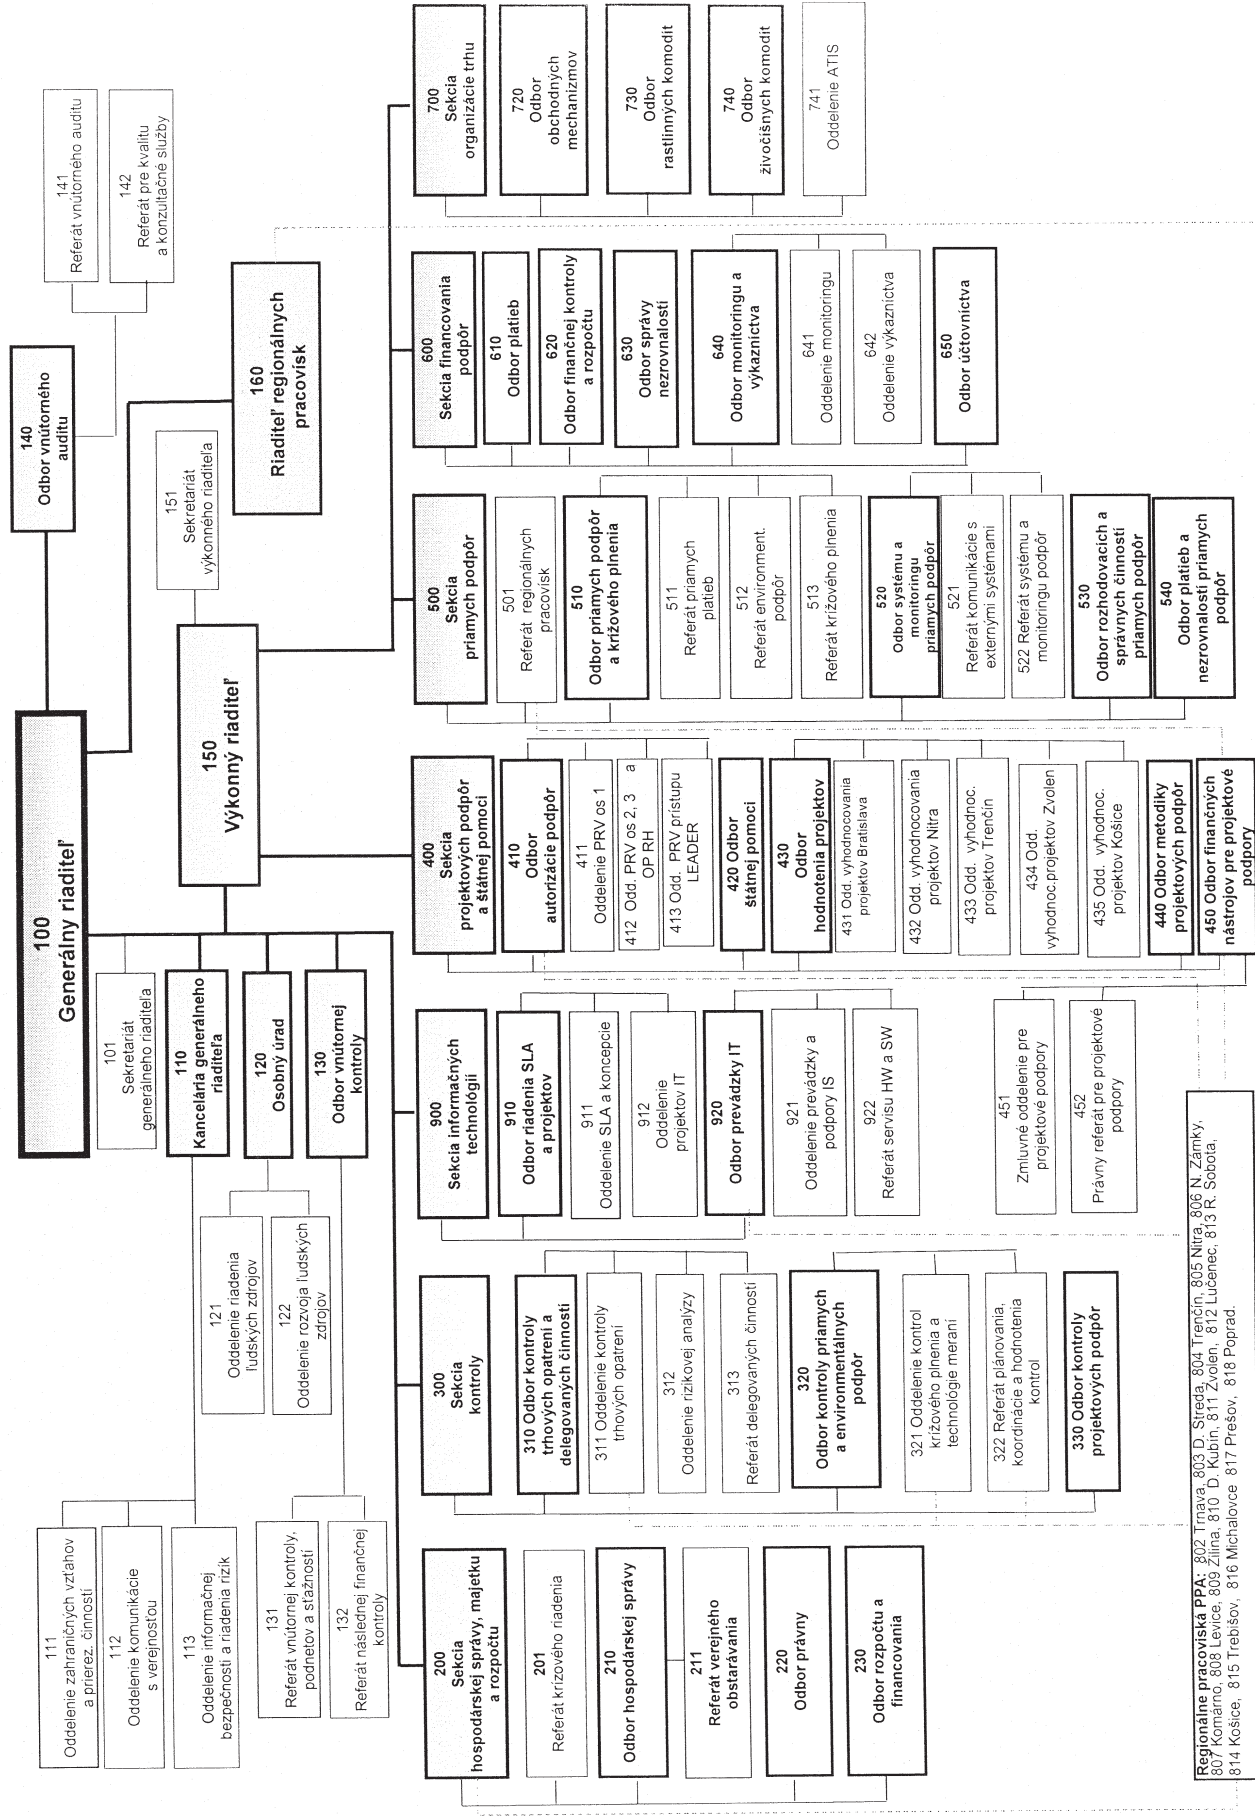 100
Generálny riaditeľ
140
Odbor vnútorného
auditu
141
Referát vnútorného auditu
142
Referát pre kvalitu
a konzultačné služby
101
Sekretariát
generálneho riaditeľa
110
Kancelária generálneho
riaditeľa
120
Osobný úrad
130
Odbor vnútornej
kontroly
150
Výkonný riaditeľ
151
Sekretariát
výkonného riaditeľa
160
Riaditeľ regionálnych
pracovísk
111
Oddelenie zahraničných vzťahov
a prierez. činností
112
Oddelenie komunikácie
s verejnosťou
113
Oddelenie informačnej
bezpečnosti a riadenia rizík
121
Oddelenie riadenia
ľudských zdrojov
122
Oddelenie rozvoja ľudských
zdrojov
131
Referát vnútornej kontroly,
podnetov a sťažností
132
Referát následnej finančnej
kontroly
200
Sekcia
hospodárskej správy, majetku
a rozpočtu
201
Referát krízového riadenia
210
Odbor hospodárskej správy
211
Referát verejného
obstarávania
220
Odbor právny
230
Odbor rozpočtu a
financovania
300
Sekcia
kontroly
310 Odbor kontroly
trhových opatrení a
delegovaných činností
311 Oddelenie kontroly
trhových opatrení
312
Oddelenie rizikovej analýzy
313
Referát delegovaných činností
320
Odbor kontroly priamych
a environmentálnych
podpôr
321 Oddelenie kontrol
krížového plnenia a
technológie meraní
322 Referát plánovania,
koordinácie a hodnotenia
kontrol
330 Odbor kontroly
projektových podpôr
900
Sekcia informačných
technológií
910
Odbor riadenia SLA
a projektov
911
Oddelenie SLA a koncepcie
912
Oddelenie
projektov IT
920
Odbor prevádzky IT
921
Oddelenie prevádzky a
podpory IS
922
Referát servisu HW a SW
400
Sekcia
projektových podpôr
a štátnej pomoci
410
Odbor
autorizácie podpôr
411
Oddelenie PRV os 1
412 Odd. PRV os 2, 3 a
OP RH
413 Odd. PRV prístupu
LEADER
420 Odbor
štátnej pomoci
430
Odbor
hodnotenia projektov
431 Odd. vyhodnocovania
projektov Bratislava
432 Odd. vyhodnocovania
projektov Nitra
433 Odd. vyhodnoc.
projektov Trenčín
434 Odd.
vyhodnoc.projektov Zvolen
435 Odd. vyhodnoc.
projektov Košice
440 Odbor metodiky
projektových podpôr
450 Odbor finančných
nástrojov pre projektové
podpory
451
Zmluvné oddelenie pre
projektové podpory
452
Právny referát pre projektové
podpory
500
Sekcia
priamych podpôr
501
Referát regionálnych
pracovísk
510
Odbor priamych podpôr
a krížového plnenia
511
Referát priamych
platieb
512
Referát environment.
podpôr
513
Referát krížového plnenia
520
Odbor systému a
monitoringu
priamych podpôr
521
Referát komunikácie s
externými systémami
522 Referát systému a
monitoringu podpôr
530
Odbor rozhodovacích a
správnych činností
priamych podpôr
540
Odbor platieb a
nezrovnalostí priamych
podpôr
600
Sekcia financovania
podpôr
610
Odbor platieb
620
Odbor finančnej kontroly
a rozpočtu
630
Odbor správy
nezrovnalostí
640
Odbor monitoringu a
výkazníctva
641
Oddelenie monitoringu
642
Oddelenie výkazníctva
650
Odbor účtovníctva
700
Sekcia
organizácie trhu
720
Odbor
obchodných
mechanizmov
730
Odbor
rastlinných komodít
740
Odbor
živočíšnych komodít
741
Oddelenie ATIS
Regionálne pracoviská PPA: 802 Trnava, 803 D. Streda, 804 Trenčín, 805 Nitra, 806 N. Zámky,
807 Komárno, 808 Levice, 809 Žilina, 810 D. Kubín, 811 Zvolen, 812 Lučenec, 813 R. Sobota,
814 Košice, 815 Trebišov, 816 Michalovce 817 Prešov, 818 Poprad.